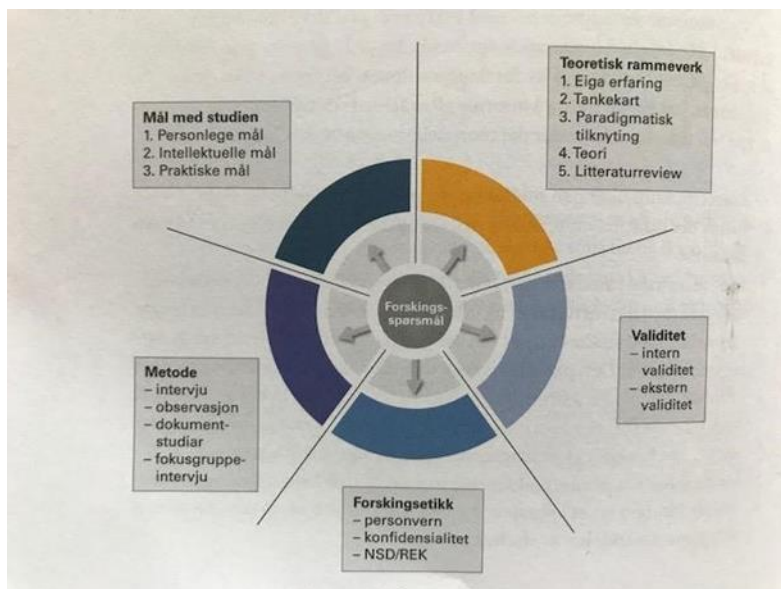 Mål med studien
1. Personlege mål
2. Intellektuelle mål
3. Praktiske mål
Teoretisk rammeverk
1. Eiga erfaring
2. Tankekart
3. Paradigmatisk
tilknyting
4. Teori
5. Litteraturreview
Forskings-
spørsmål
Metode
– intervju
– observasjon
– dokument-
studiar
– fokusgruppe-
intervju
Validitet
– intern
validitet
– ekstern
validitet
Forskingsetikk
– personvern
– konfidensialitet
– NSD/REK